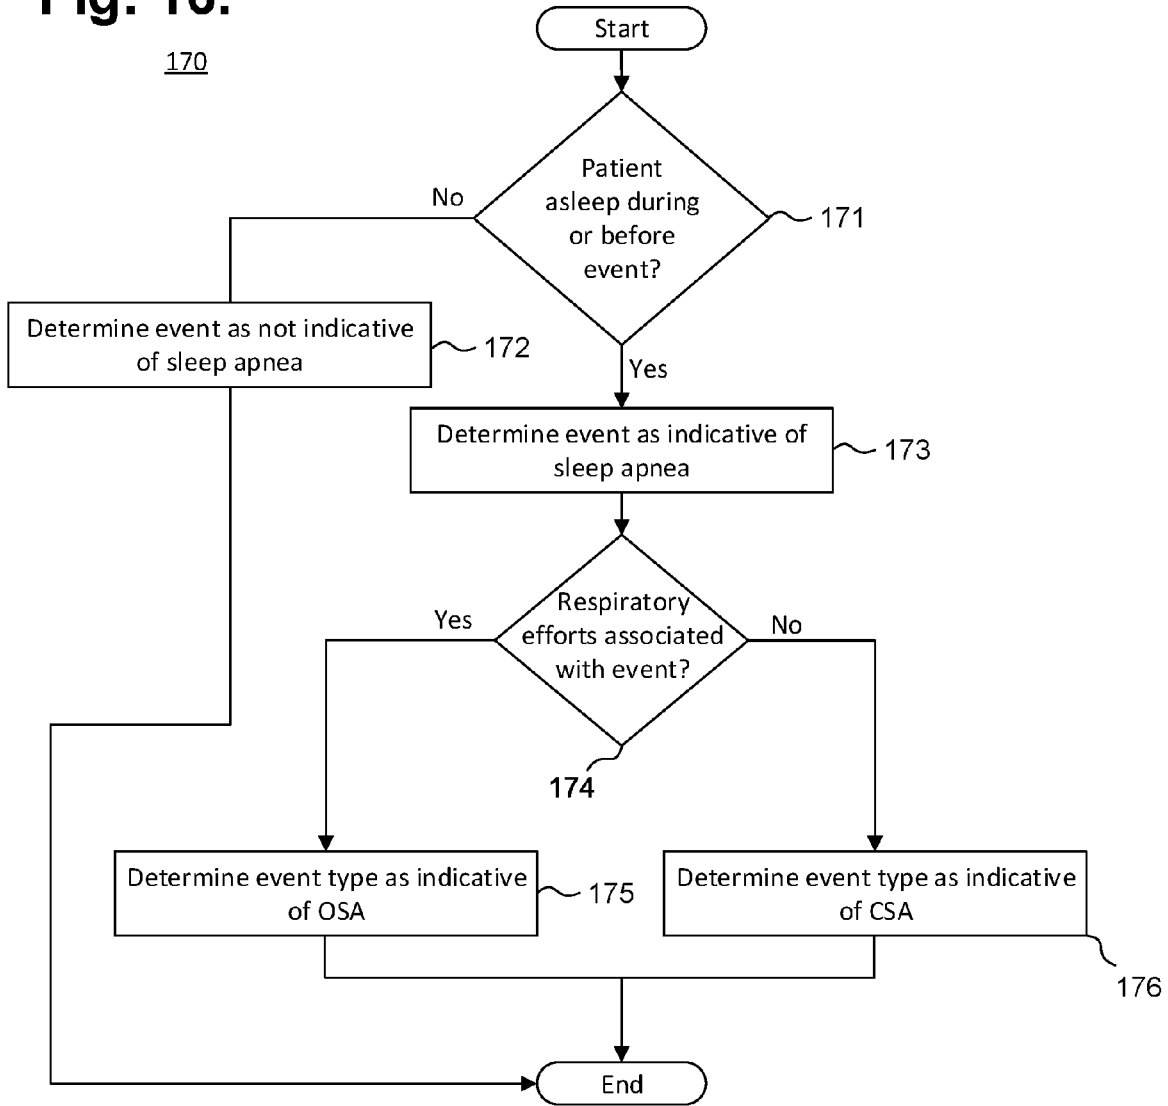 170
Start
Patient
asleep during
or before
event?
No
171
Determine event as not indicative
of sleep apnea
172
Yes
Determine event as indicative of
sleep apnea
173
Respiratory
efforts associated
with event?
Yes
No
174
Determine event type as indicative
of OSA
175
Determine event type as indicative
of CSA
176
End